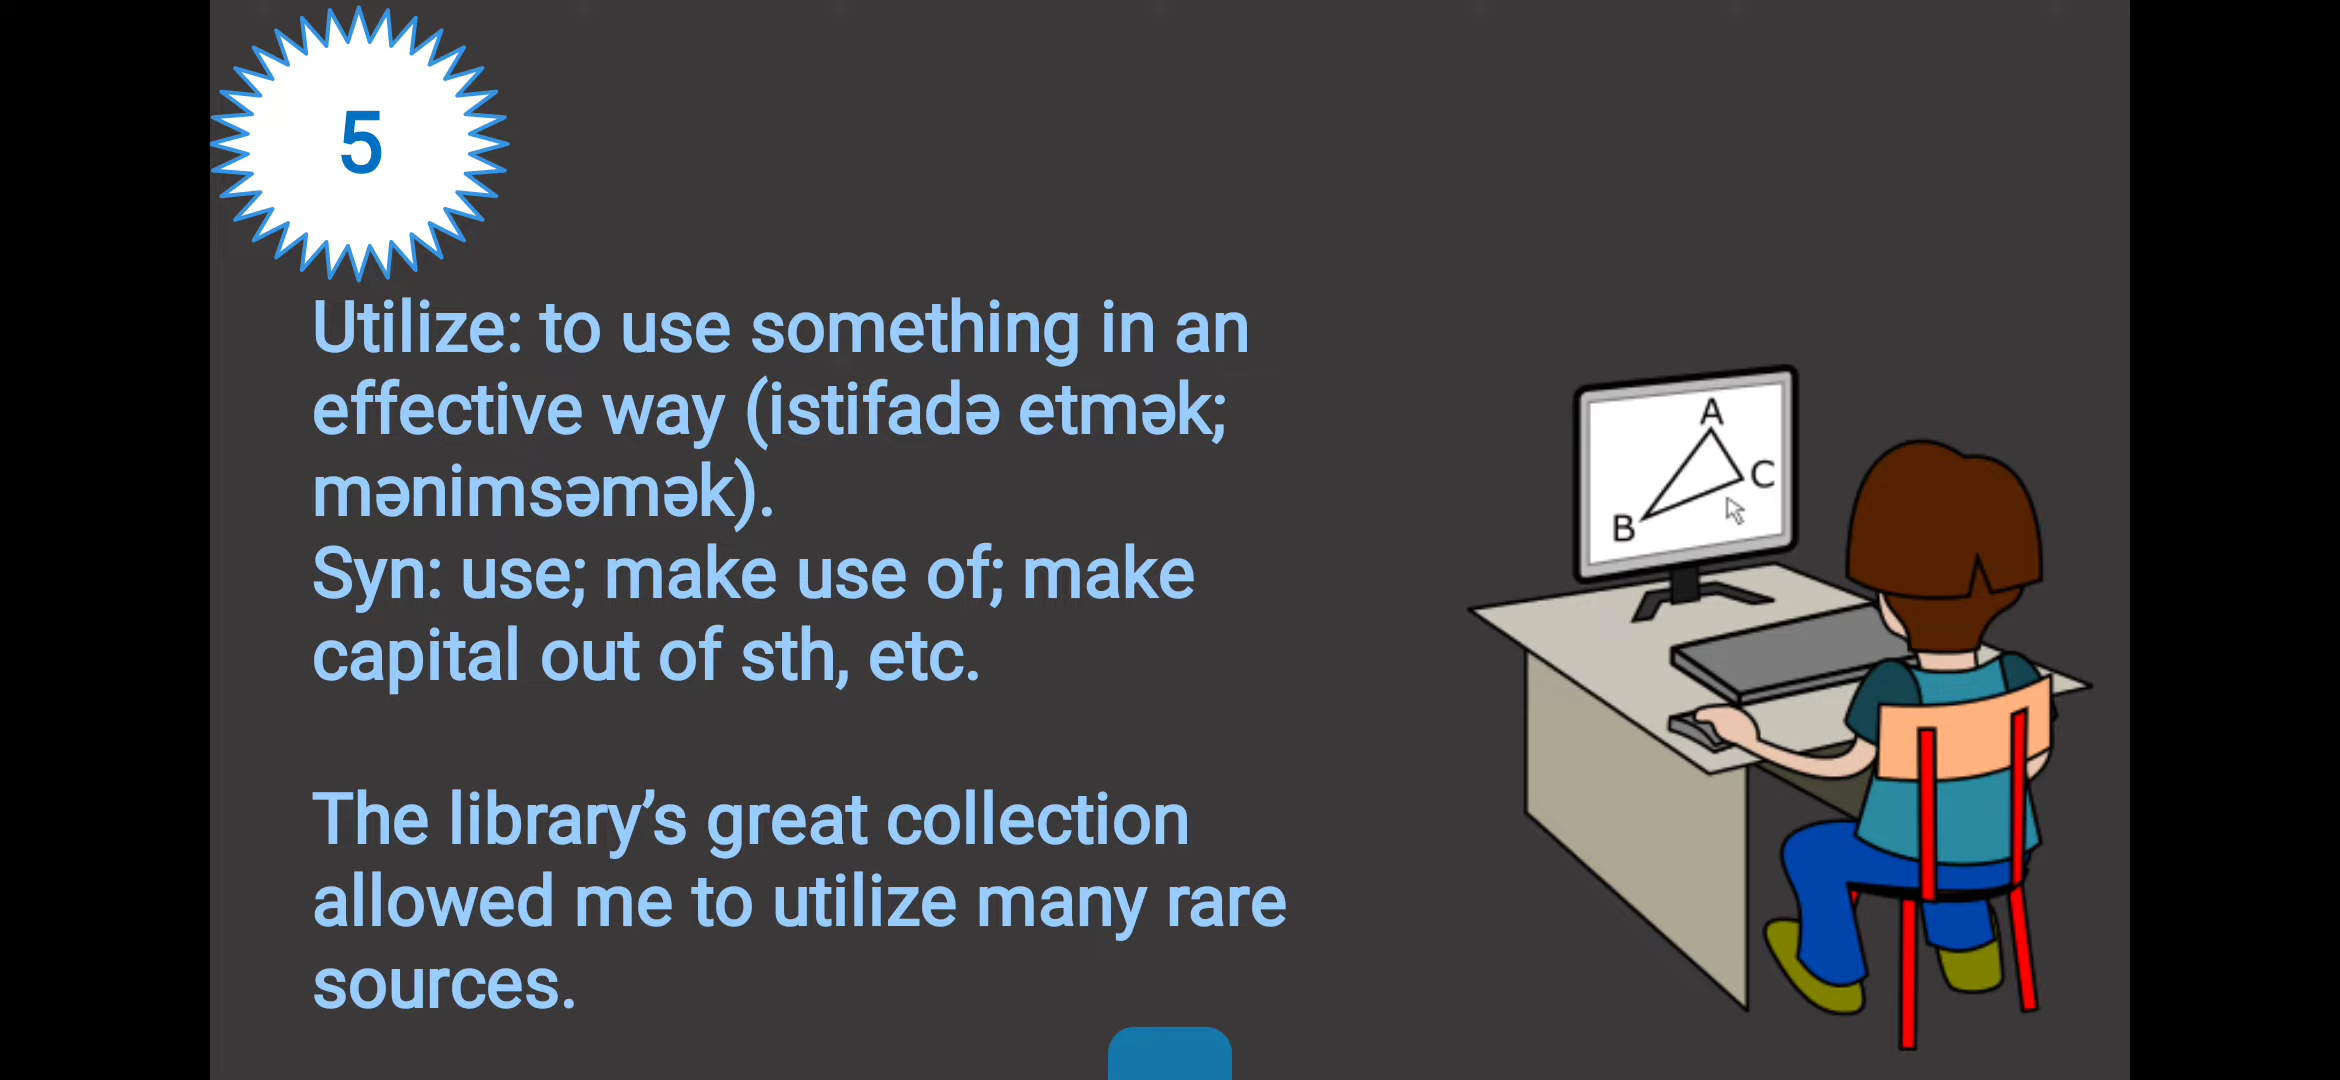 5
Utilize: to use something in an
effective way (istifadə etmək;
mənimsəmək).
Syn: use; make use of; make
capital out of sth, etc.
The library’s great collection
allowed me to utilize many rare
sources.
A
C
B